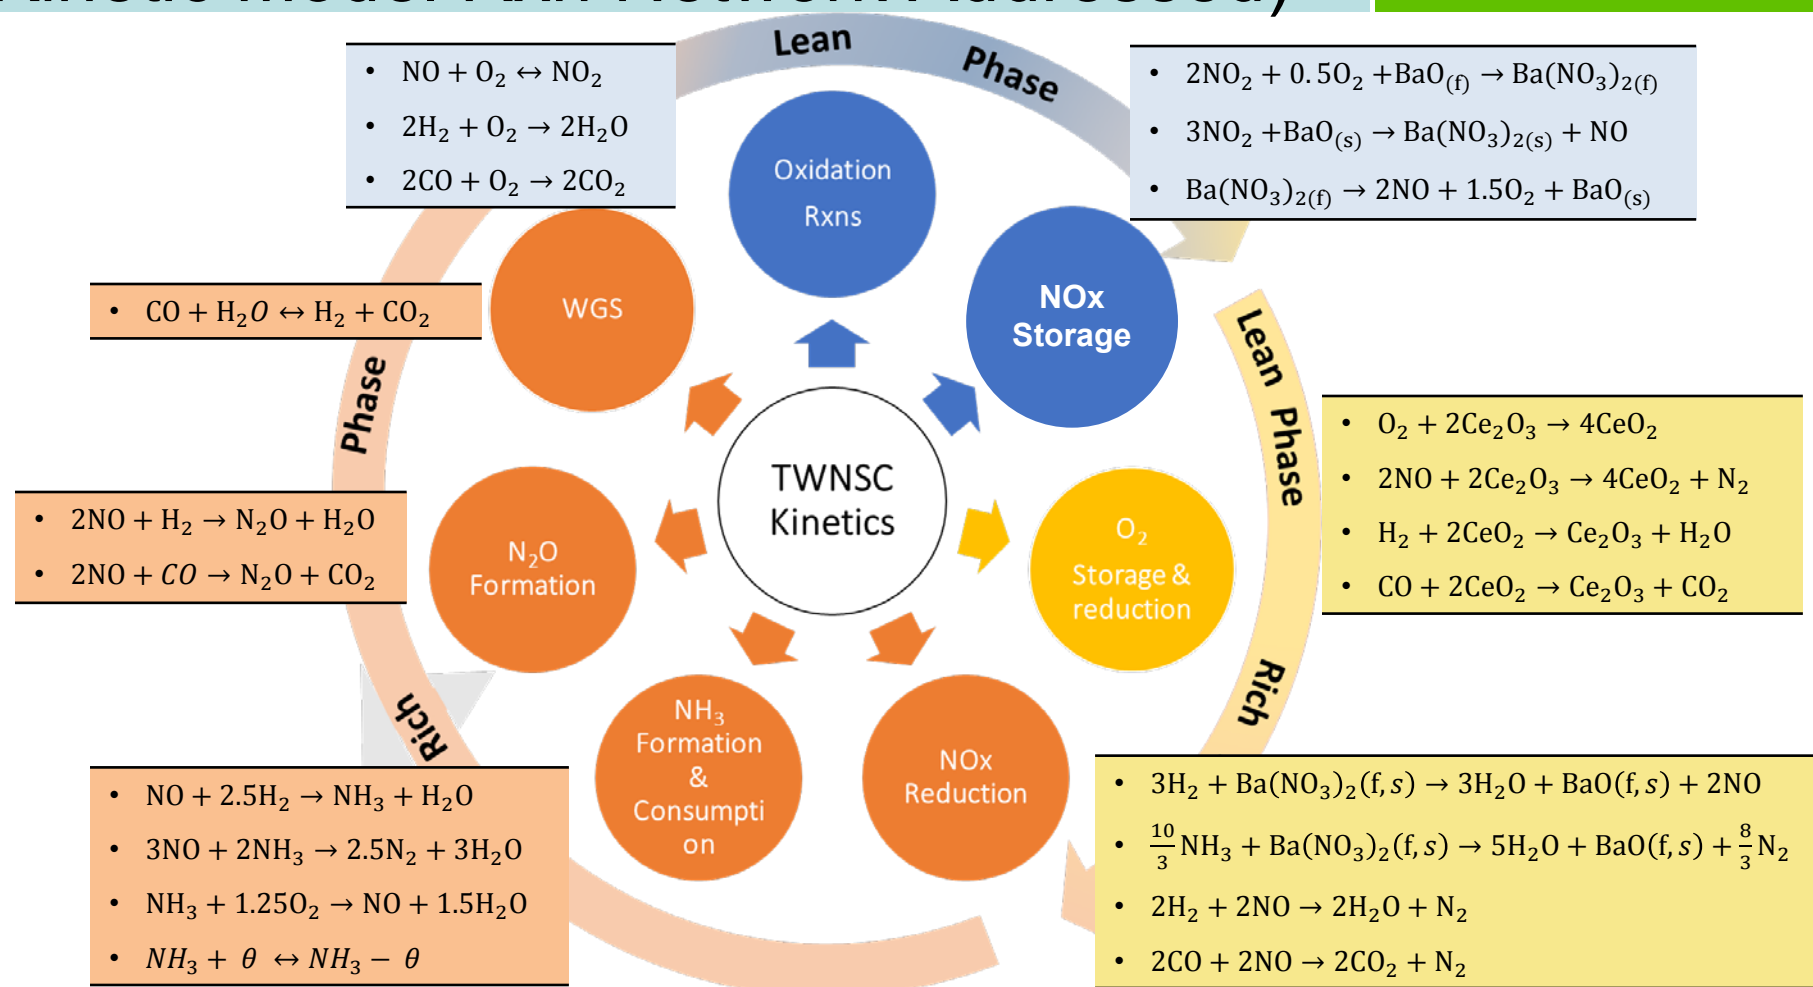 Kinetic model Rxn Network Addressed)
Lean Phase
• NO + O₂ ↔ NO₂
• 2H₂ + O₂ → 2H₂O
• 2CO + O₂ → 2CO₂
• 2NO₂ + 0.5O₂ +BaO₍f₎ → Ba(NO₃)₂₍f₎
• 3NO₂ +BaO₍s₎ → Ba(NO₃)₂₍s₎ + NO
• Ba(NO₃)₂₍f₎ → 2NO + 1.5O₂ + BaO₍s₎
Oxidation
Rxns
NOx
Storage
WGS
• CO + H₂O ↔ H₂ + CO₂
Lean Phase
Rich
• O₂ + 2Ce₂O₃ → 4CeO₂
• 2NO + 2Ce₂O₃ → 4CeO₂ + N₂
• H₂ + 2CeO₂ → Ce₂O₃ + H₂O
• CO + 2CeO₂ → Ce₂O₃ + CO₂
TWNSC
Kinetics
O₂
Storage &
reduction
Rich
Phase
• 2NO + H₂ → N₂O + H₂O
• 2NO + CO → N₂O + CO₂
N₂O
Formation
NH₃
Formation
&
Consumpti
on
NOx
Reduction
• NO + 2.5H₂ → NH₃ + H₂O
• 3NO + 2NH₃ → 2.5N₂ + 3H₂O
• NH₃ + 1.25O₂ → NO + 1.5H₂O
• NH₃ + θ ↔ NH₃ − θ
• 3H₂ + Ba(NO₃)₂(f, s) → 3H₂O + BaO(f, s) + 2NO
• 10/3 NH₃ + Ba(NO₃)₂(f, s) → 5H₂O + BaO(f, s) + 8/3 N₂
• 2H₂ + 2NO → 2H₂O + N₂
• 2CO + 2NO → 2CO₂ + N₂